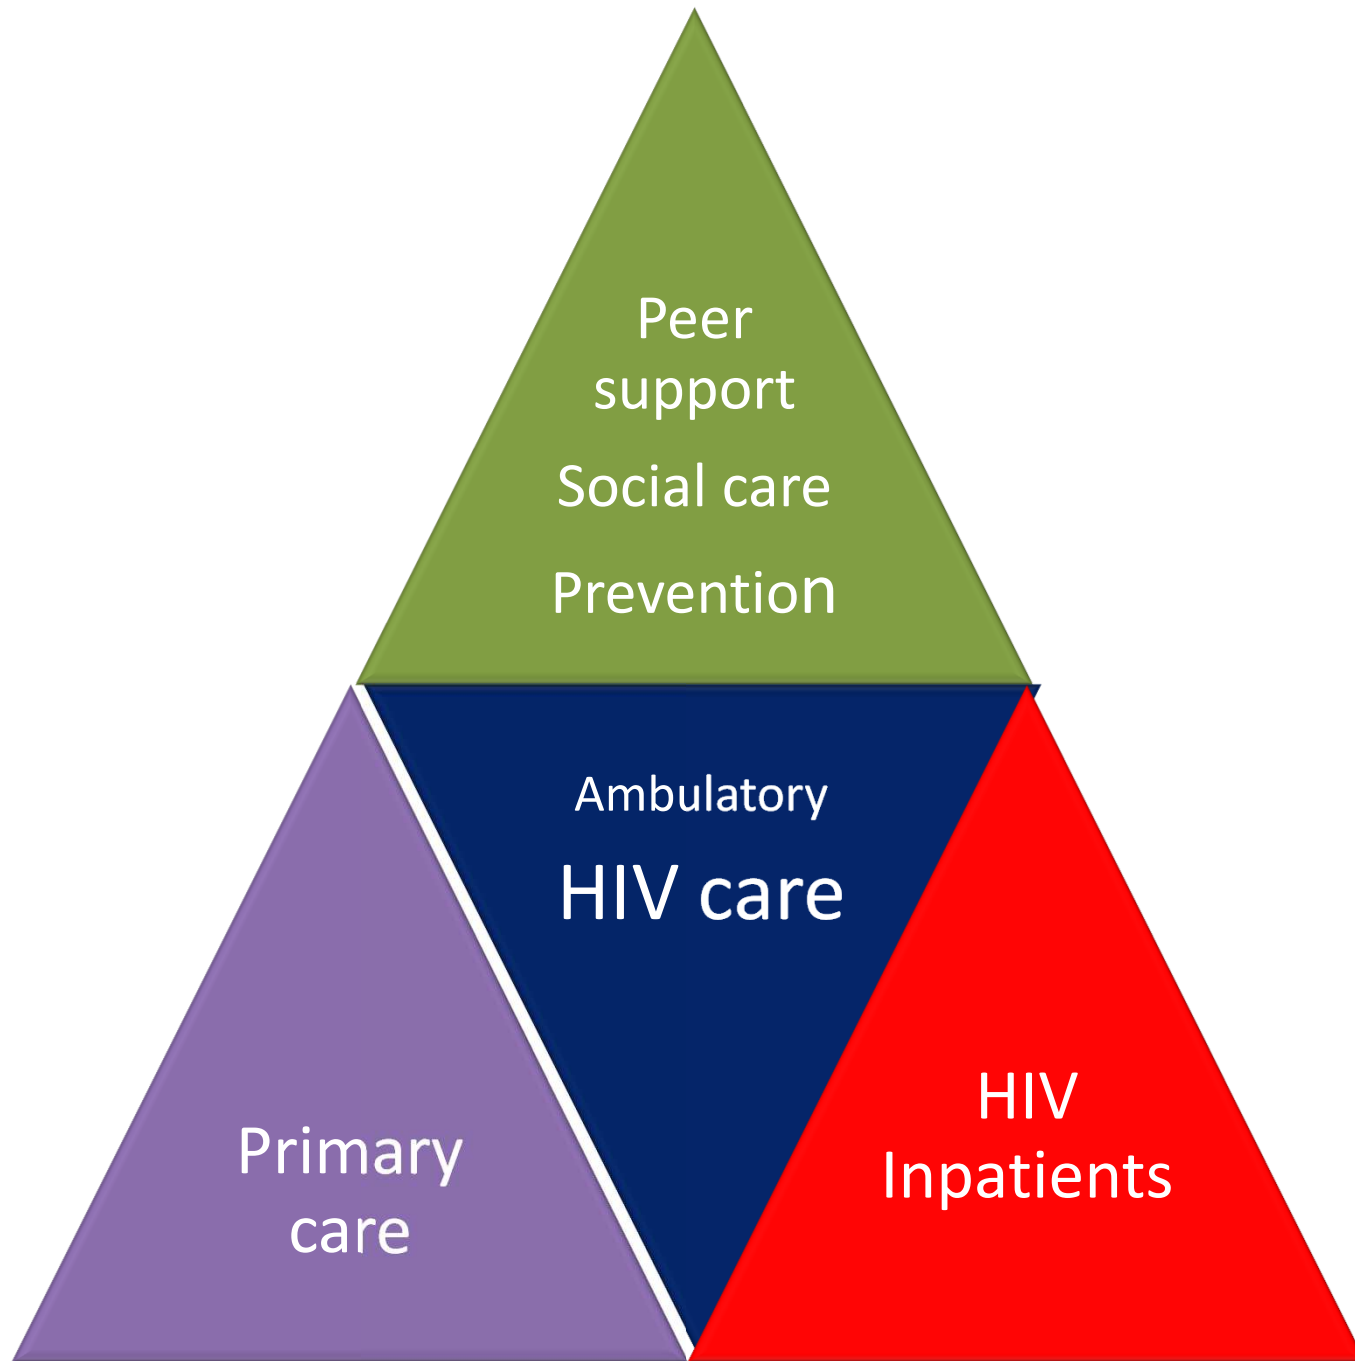 Peer
support
Social care
Prevention
Ambulatory
HIV care
HIV
Inpatients
Primary
care